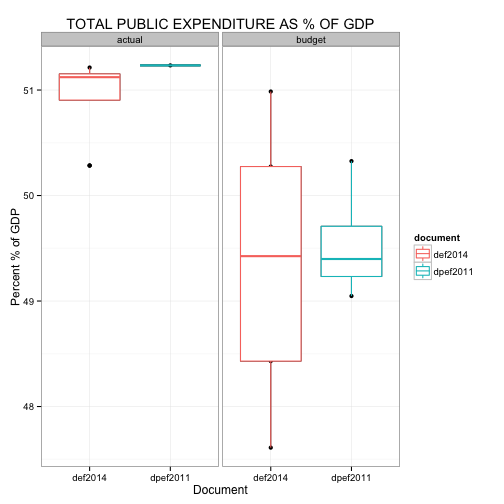 TOTAL PUBLIC EXPENDITURE AS % OF GDP
actual
budget
51
50
49
48
Percent % of GDP
def2014
dpef2011
def2014
dpef2011
Document
document
def2014
dpef2011